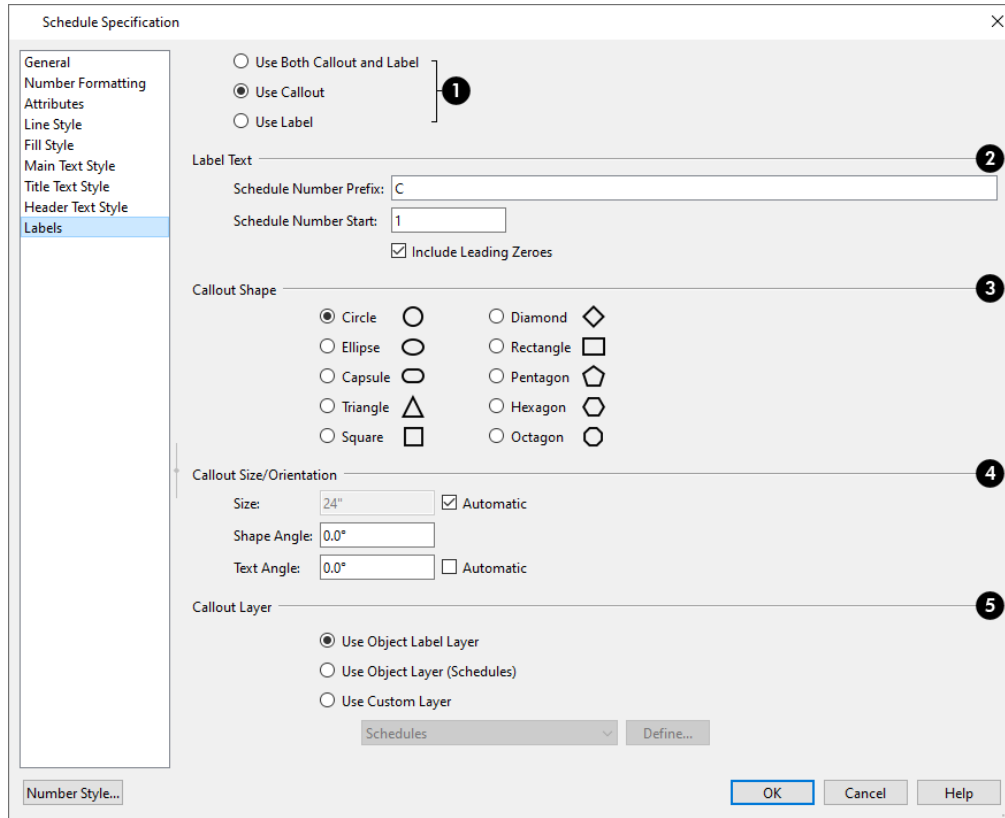 Schedule Specification
General
Number Formatting
Attributes
Line Style
Fill Style
Main Text Style
Title Text Style
Header Text Style
Labels
Use Both Callout and Label
Use Callout
1
Use Label
Label Text
2
Schedule Number Prefix: C
Schedule Number Start: 1
Include Leading Zeroes
Callout Shape
3
Circle Diamond
Ellipse Rectangle
Capsule Pentagon
Triangle Hexagon
Square Octagon
Callout Size/Orientation
4
Size: 24" Automatic
Shape Angle: 0.0°
Text Angle: 0.0° Automatic
Callout Layer
5
Use Object Label Layer
Use Object Layer (Schedules)
Use Custom Layer
Schedules Define...
Number Style... OK Cancel Help